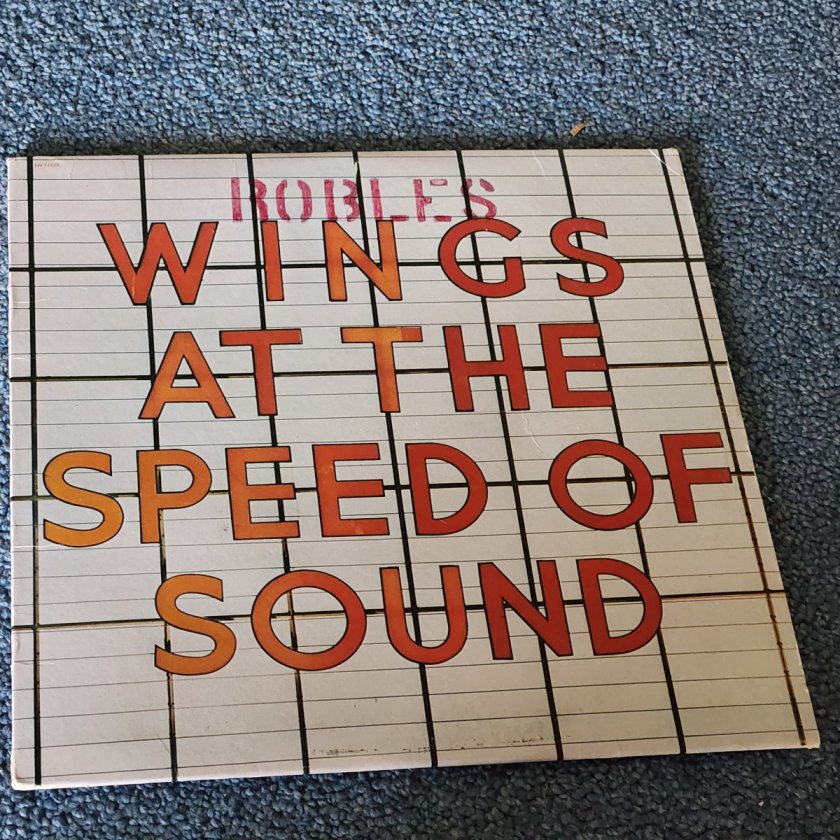 ROBLES
WINGS
AT THE
SPEED OF
SOUND